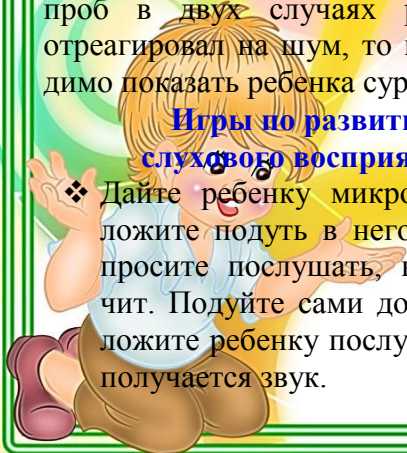 проб в двух случаях
отреагировал на шум, то
димо показать ребенка сур
Игры по развит
слухового восприя
❖ Дайте ребенку микро
ложите подуть в него
просите послушать,
чит. Подуйте сами до
ложите ребенку послу
получается звук.